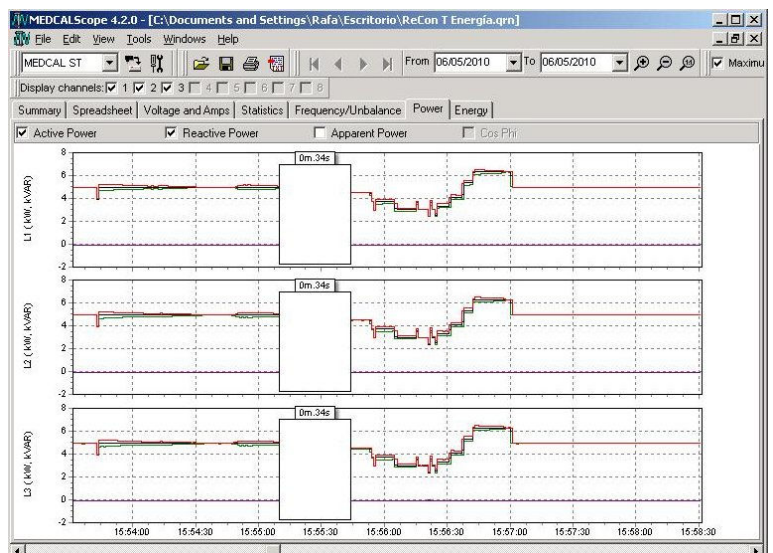 MEDCALScope 4.2.0 - [C:\Documents and Settings\Rafa\Escritorio\ReCon T Energía.qrn]
File Edit View Tools Windows Help
MEDCAL ST From 06/05/2010 To 06/05/2010 Maximu
Display channels: 1 2 3 4 5 6 7 8
Summary Spreadsheet Voltage and Amps Statistics Frequency/Unbalance Power Energy
Active Power Reactive Power Apparent Power Cos Phi
L1 ( kW, kVAR)
8
6
4
2
0
-2
0m.34s
L2 ( kW, kVAR)
8
6
4
2
0
-2
0m.34s
L3 ( kW, kVAR)
8
6
4
2
0
-2
0m.34s
15:54:00 15:54:30 15:55:00 15:55:30 15:56:00 15:56:30 15:57:00 15:57:30 15:58:00 15:58:30